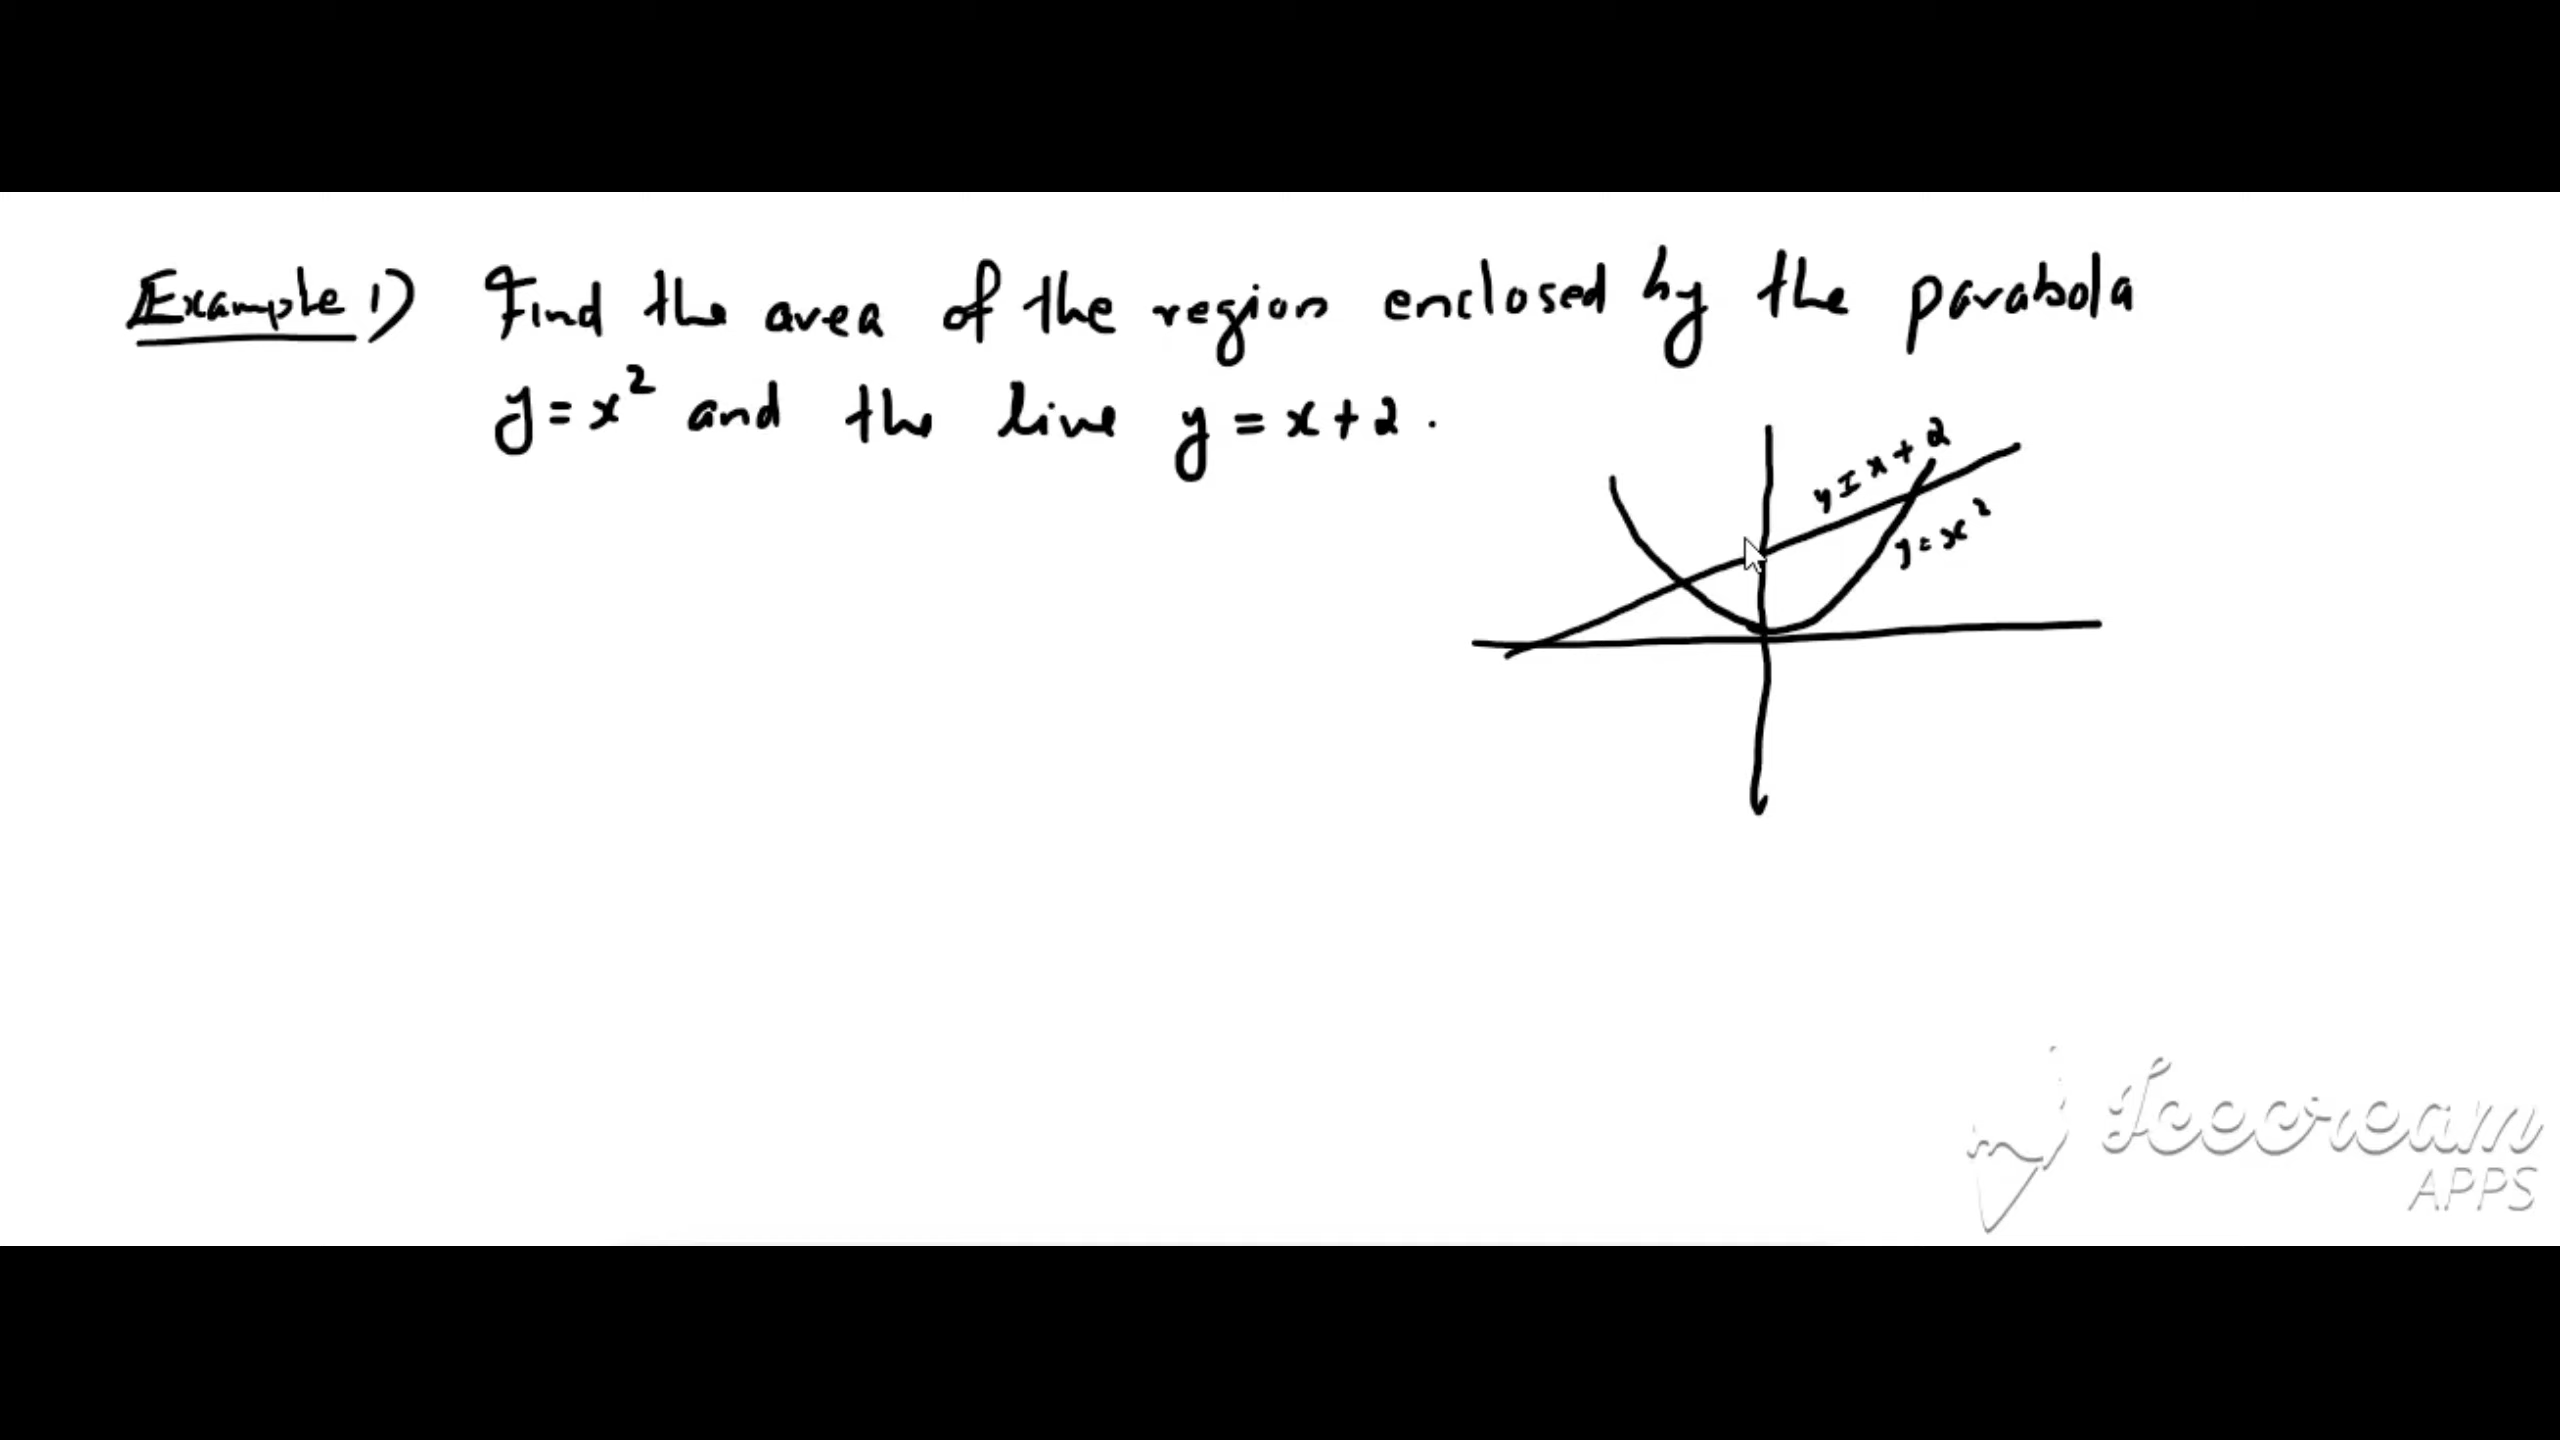 Example 1) Find the area of the region enclosed by the parabola
y = x² and the line y = x + 2 .
y = x + 2
y = x²
Icecream
APPS